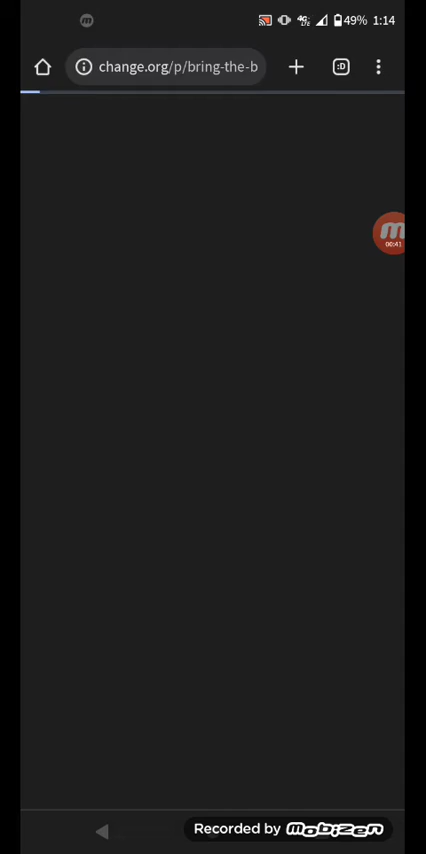 49% 1:14
change.org/p/bring-the-b
:D
00:41
Recorded by mobizen